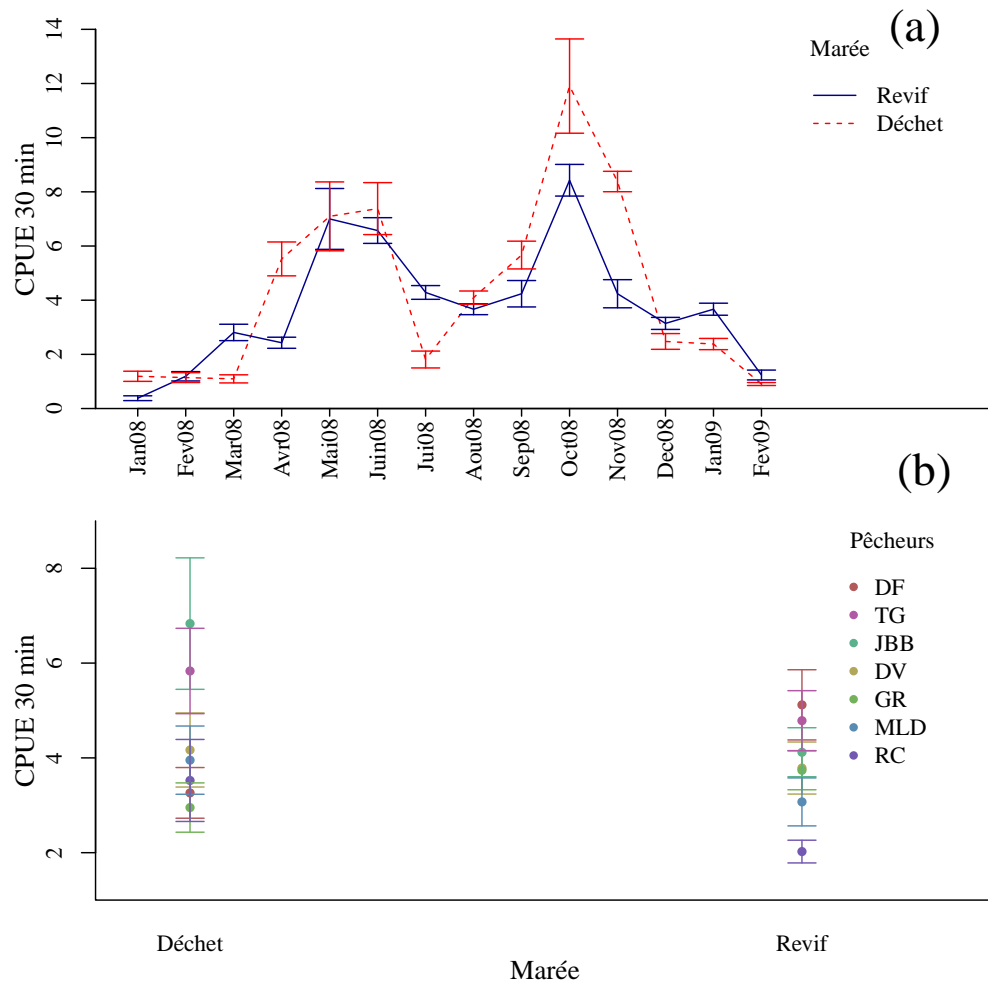 (a)
Marée
Revif
Déchet
CPUE 30 min
0
2
4
6
8
10
12
14
Jan08
Fev08
Mar08
Avr08
Mai08
Juin08
Jui08
Aou08
Sep08
Oct08
Nov08
Dec08
Jan09
Fev09
(b)
Pêcheurs
DF
TG
JBB
DV
GR
MLD
RC
CPUE 30 min
2
4
6
8
Déchet
Revif
Marée